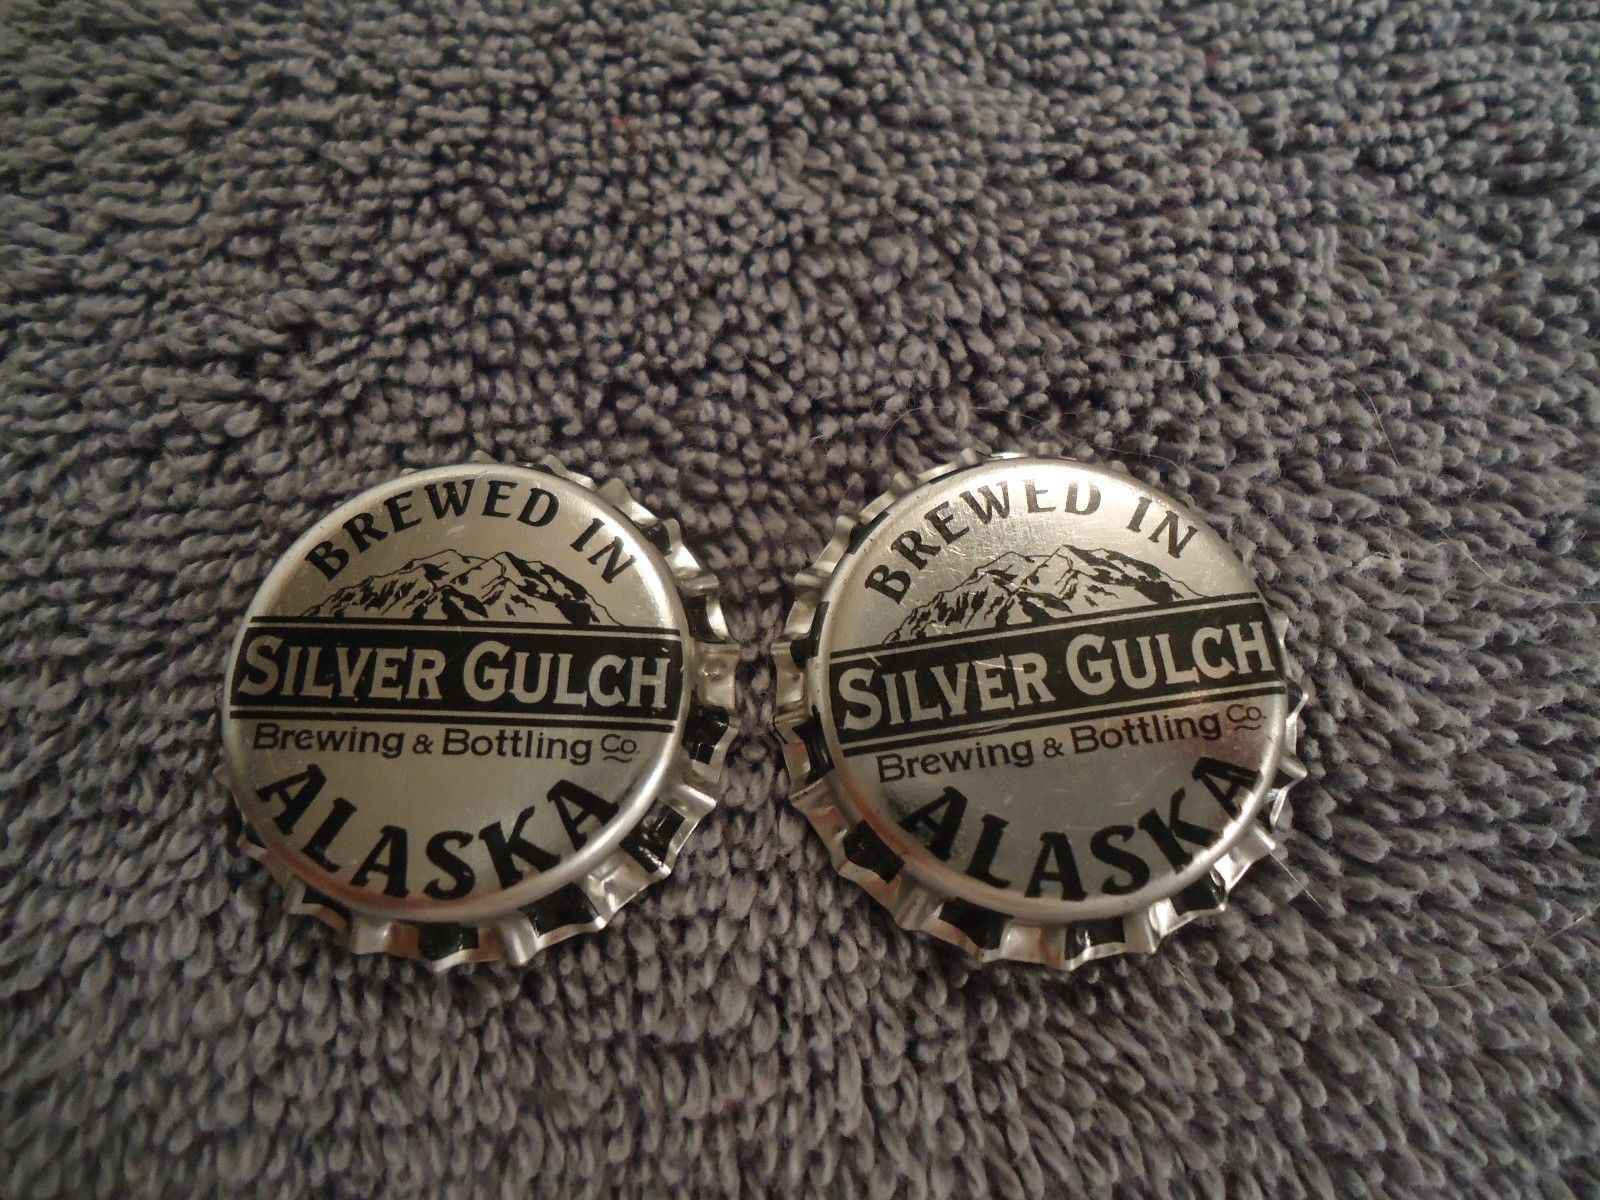 BREWED IN
SILVER GULCH
Brewing & Bottling Co.
ALASKA
BREWED IN
SILVER GULCH
Brewing & Bottling Co.
ALASKA